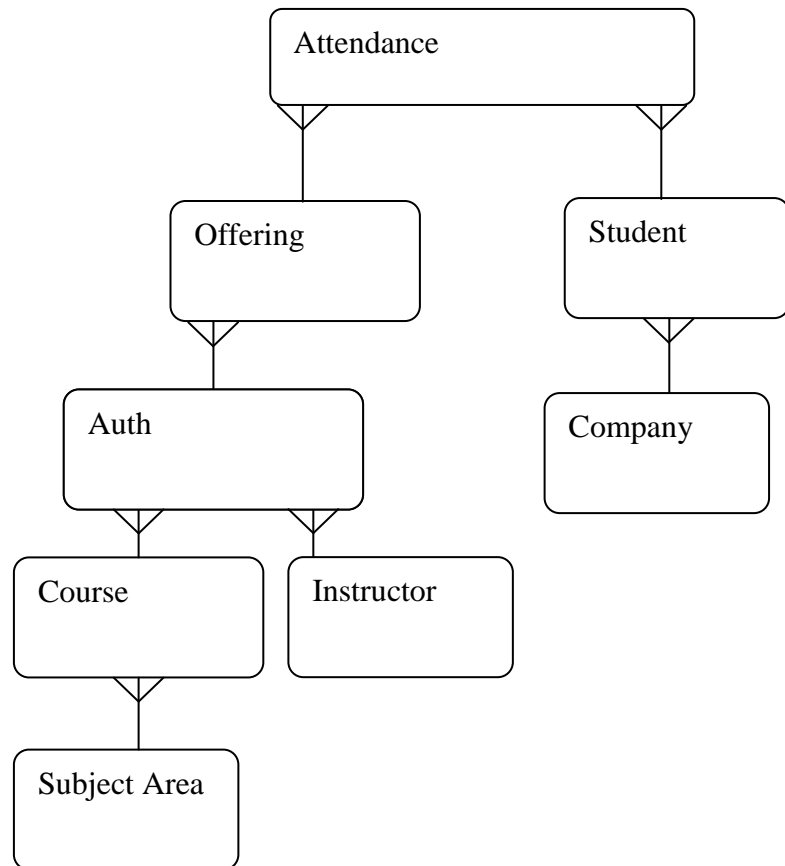 Attendance
Offering
Student
Auth
Company
Course
Instructor
Subject Area